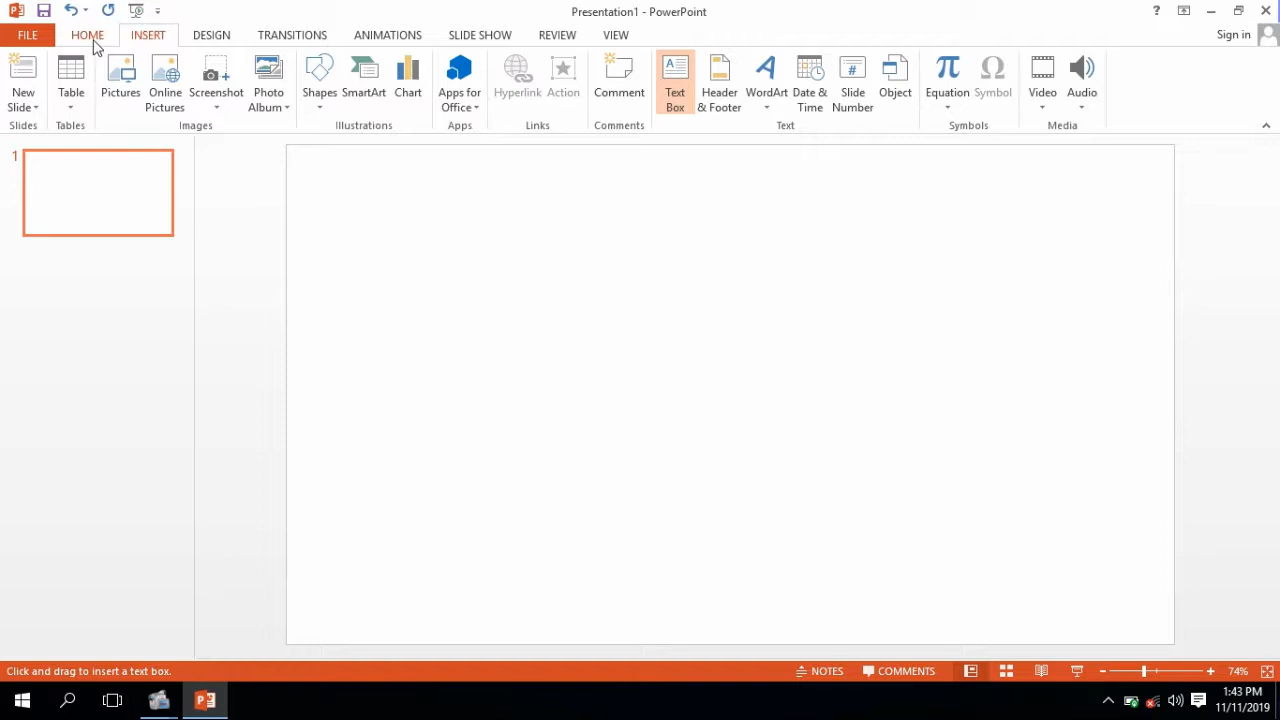 Presentation1 - PowerPoint
?
FILE HOME INSERT DESIGN TRANSITIONS ANIMATIONS SLIDE SHOW REVIEW VIEW Sign in
New Slide Table Pictures Online Pictures Screenshot Photo Album Shapes SmartArt Chart Apps for Office Hyperlink Action Comment Text Box Header & Footer WordArt Date & Time Slide Number Object Equation Symbol Video Audio
Slides Tables Images Illustrations Apps Links Comments Text Symbols Media
1
Click and drag to insert a text box. NOTES COMMENTS 74%
1:43 PM
11/11/2019